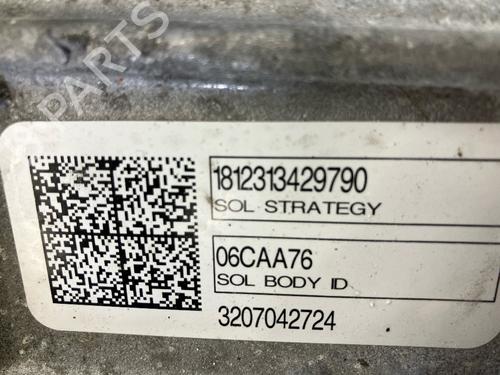 PARTS
1812313429790
SOL STRATEGY
06CAA76
SOL BODY ID
3207042724